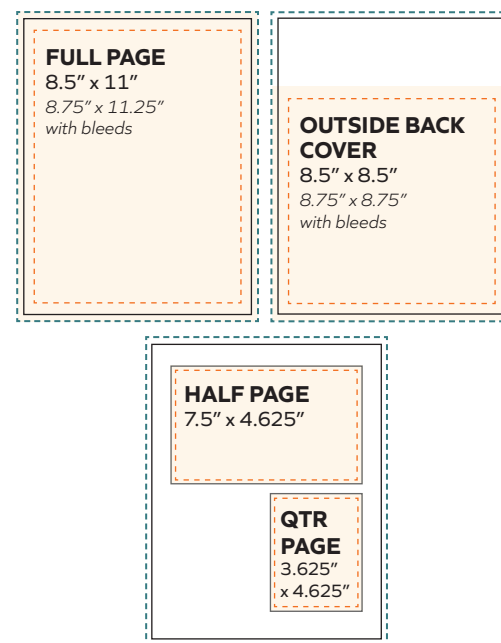 FULL PAGE
8.5” x 11”
8.75” x 11.25”
with bleeds
OUTSIDE BACK
COVER
8.5” x 8.5”
8.75” x 8.75”
with bleeds
HALF PAGE
7.5” x 4.625”
QTR
PAGE
3.625”
x 4.625”